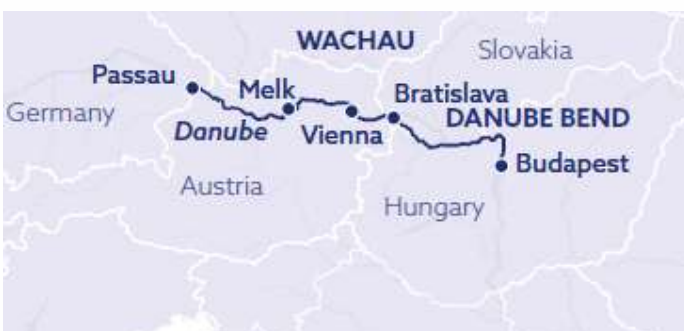 WACHAU
Slovakia
Passau
Melk
Bratislava
Germany
Danube
Vienna
DANUBE BEND
Budapest
Austria
Hungary